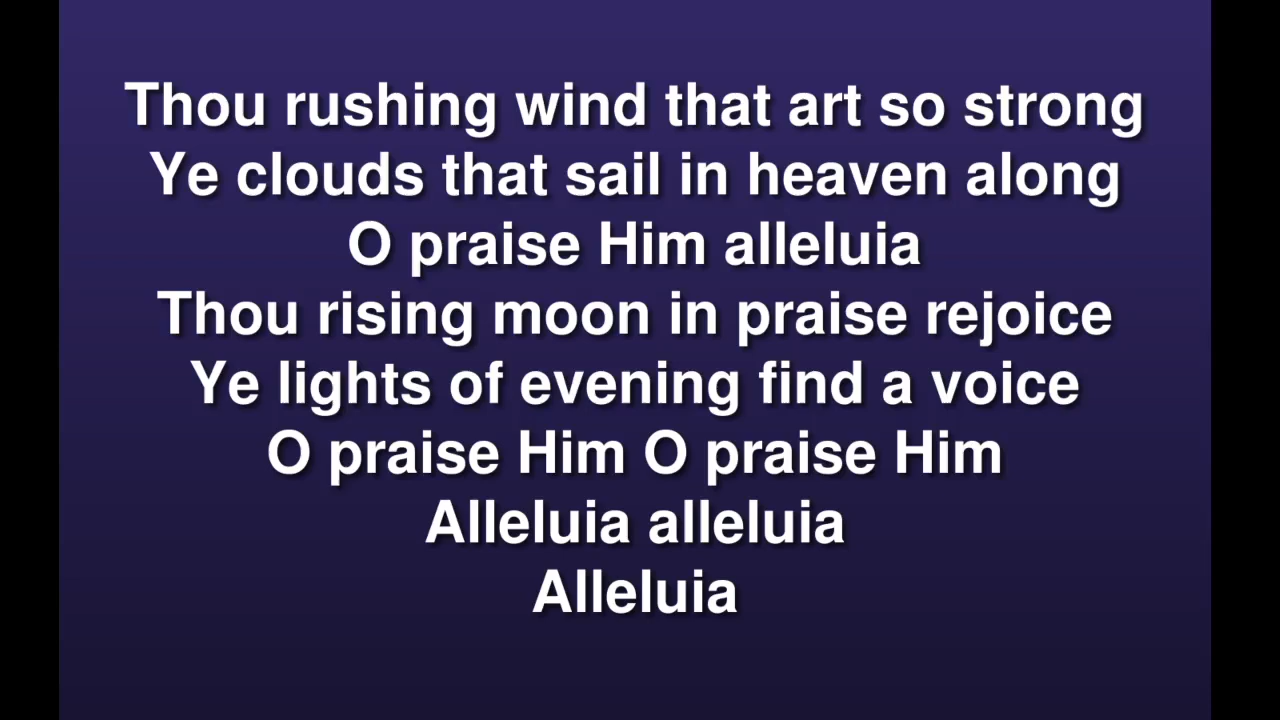 Thou rushing wind that art so strong
Ye clouds that sail in heaven along
O praise Him alleluia
Thou rising moon in praise rejoice
Ye lights of evening find a voice
O praise Him O praise Him
Alleluia alleluia
Alleluia